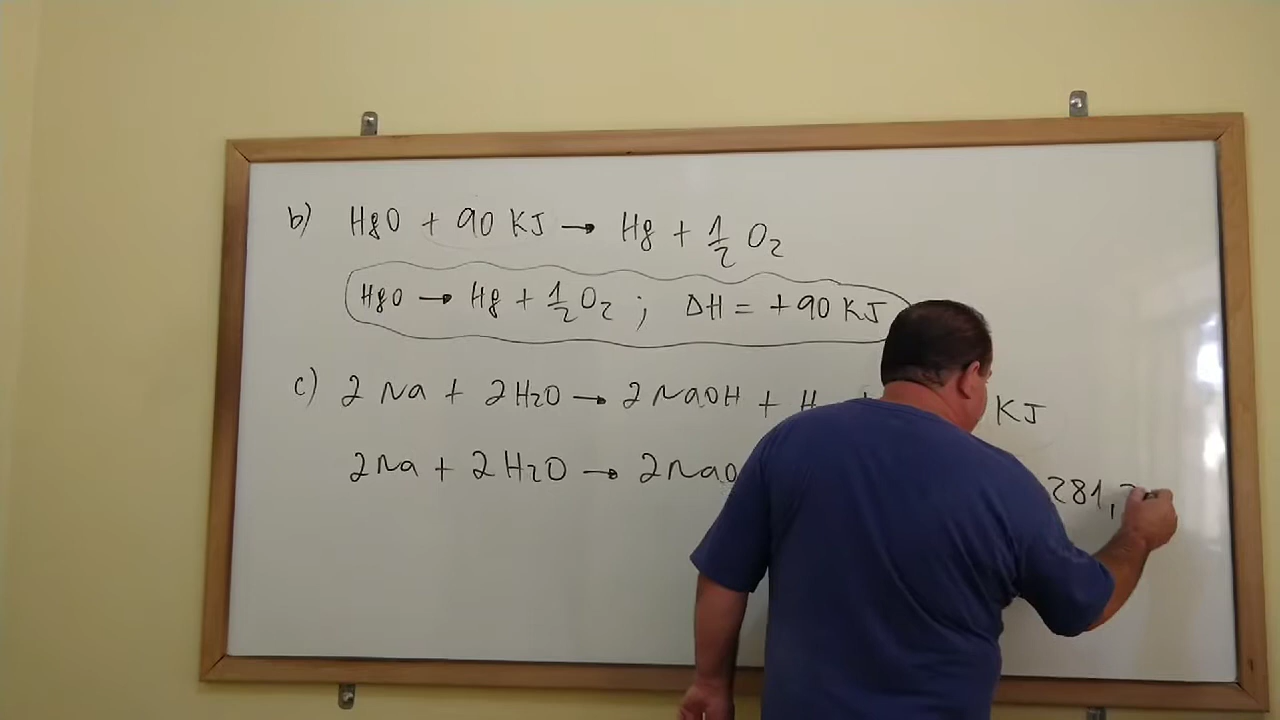 b) HgO + 90 KJ → Hg + 1/2 O₂
HgO → Hg + 1/2 O₂ ; ΔH = +90 KJ
c) 2 Na + 2 H₂O → 2 NaOH + H KJ
2 Na + 2 H₂O → 2 NaO 281,